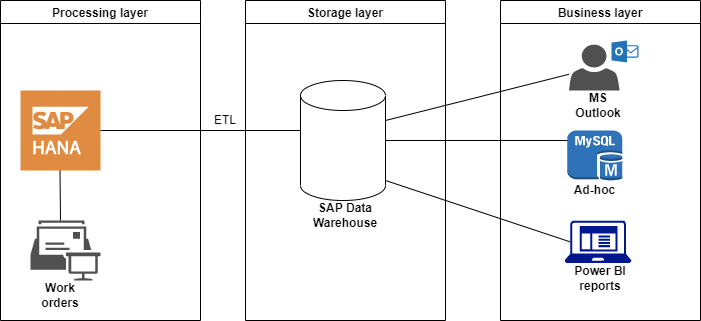 Processing layer
Storage layer
Business layer
SAP
HANA
Work
orders
ETL
SAP Data
Warehouse
O
MS
Outlook
MySQL
M
Ad-hoc
Power BI
reports